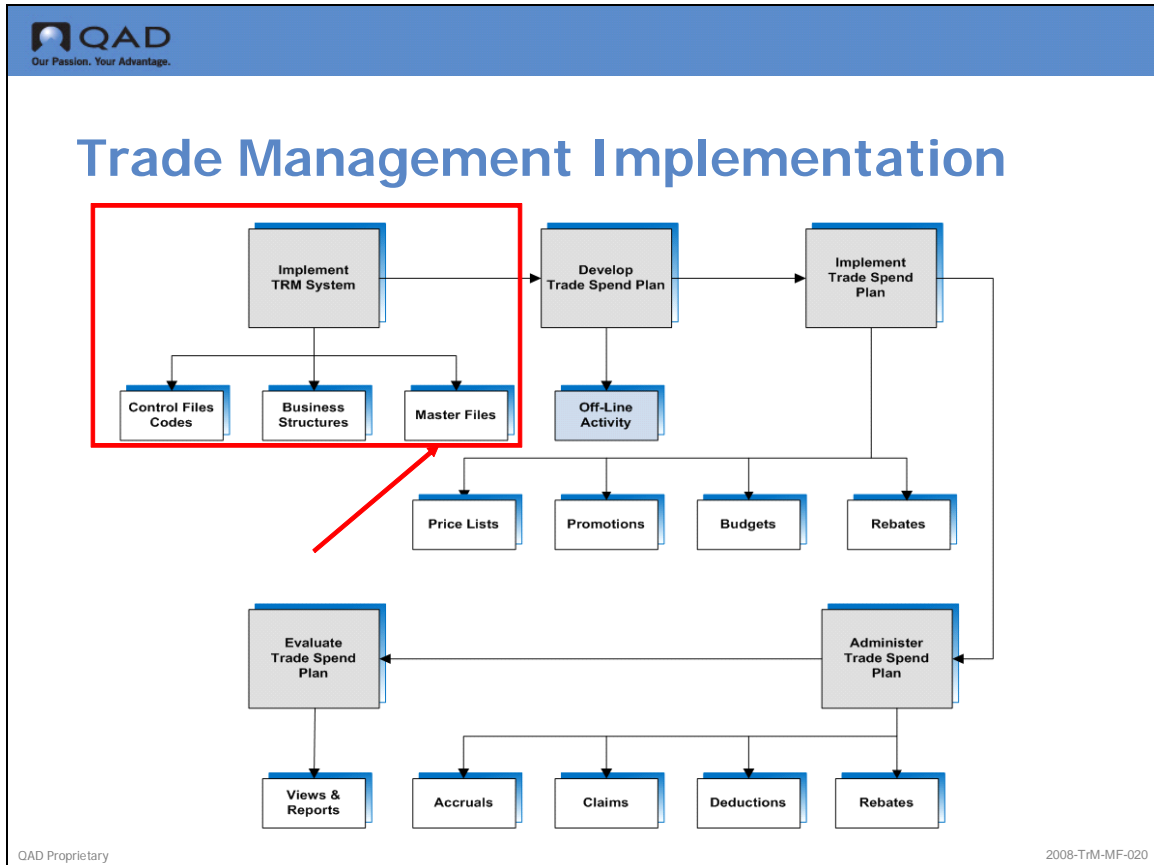 QAD
Our Passion. Your Advantage.
Trade Management Implementation
Implement
TRM System
Develop
Trade Spend Plan
Implement
Trade Spend
Plan
Control Files
Codes
Business
Structures
Master Files
Off-Line
Activity
Price Lists
Promotions
Budgets
Rebates
Evaluate
Trade Spend
Plan
Administer
Trade Spend
Plan
Views &
Reports
Accruals
Claims
Deductions
Rebates
QAD Proprietary
2008-TrM-MF-020